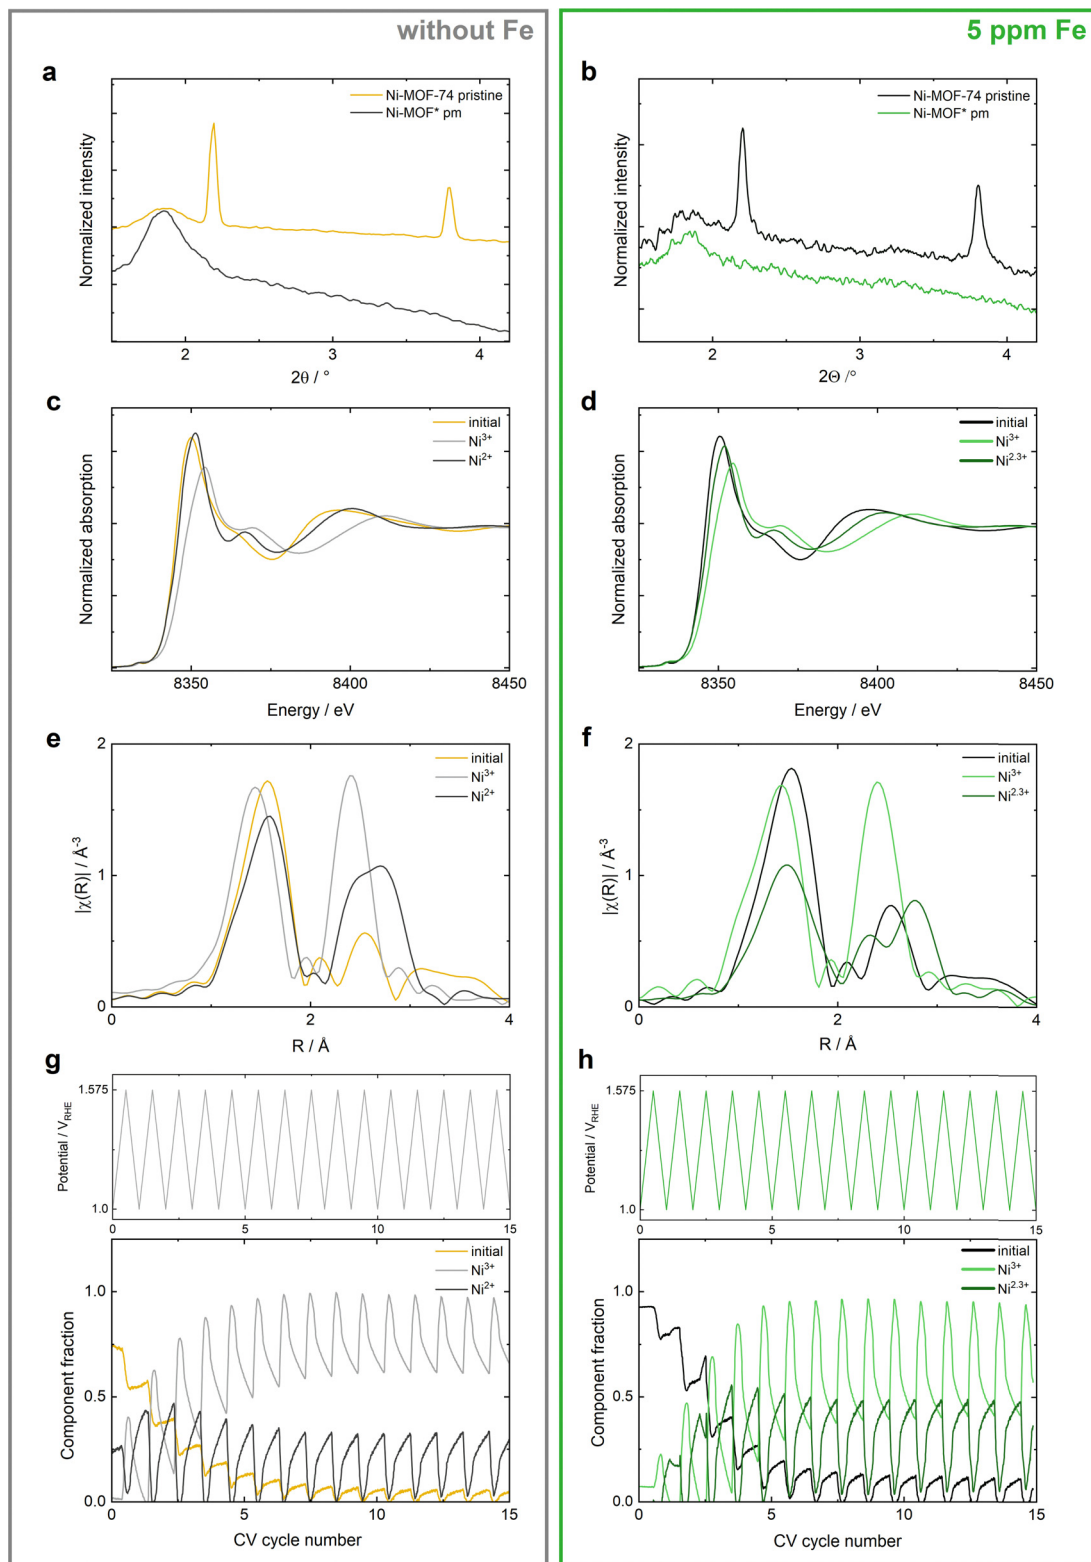 without Fe
5 ppm Fe
a
Ni-MOF-74 pristine
Ni-MOF* pm
Normalized intensity
2 3 4
2θ / °
b
Ni-MOF-74 pristine
Ni-MOF* pm
Normalized intensity
2 3 4
2Θ /°
c
initial
Ni³⁺
Ni²⁺
Normalized absorption
8350 8400 8450
Energy / eV
d
initial
Ni³⁺
Ni²·³⁺
Normalized absorption
8350 8400 8450
Energy / eV
e
2
initial
Ni³⁺
Ni²⁺
|χ(R)| / Å⁻³
1
0
0 2 4
R / Å
f
2
initial
Ni³⁺
Ni²·³⁺
|χ(R)| / Å⁻³
1
0
0 2 4
R / Å
g
1.575
Potential / V_RHE
1.0
0 5 10 15
initial
Ni³⁺
Ni²⁺
1.0
Component fraction
0.5
0.0
0 5 10 15
CV cycle number
h
1.575
Potential / V_RHE
1.0
0 5 10 15
initial
Ni³⁺
Ni²·³⁺
1.0
Component fraction
0.5
0.0
0 5 10 15
CV cycle number